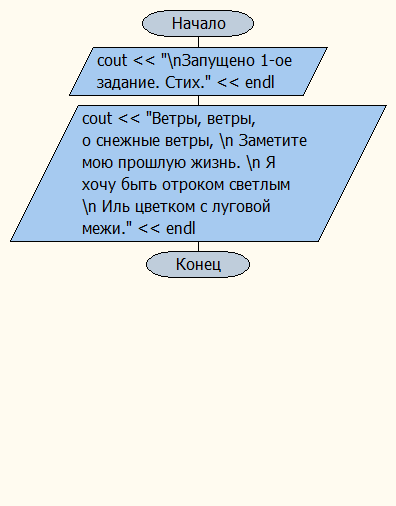 Начало
cout << "\nЗапущено 1-ое
задание. Стих." << endl
cout << "Ветры, ветры,
о снежные ветры, \n Заметите
мою прошлую жизнь. \n Я
хочу быть отроком светлым
\n Иль цветком с луговой
межи." << endl
Конец